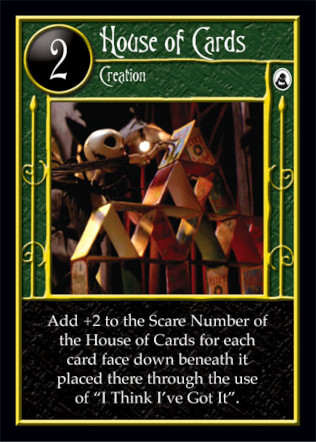 2
House of Cards
Creation
Add +2 to the Scare Number of
the House of Cards for each
card face down beneath it
placed there through the use
of “I Think I’ve Got It”.